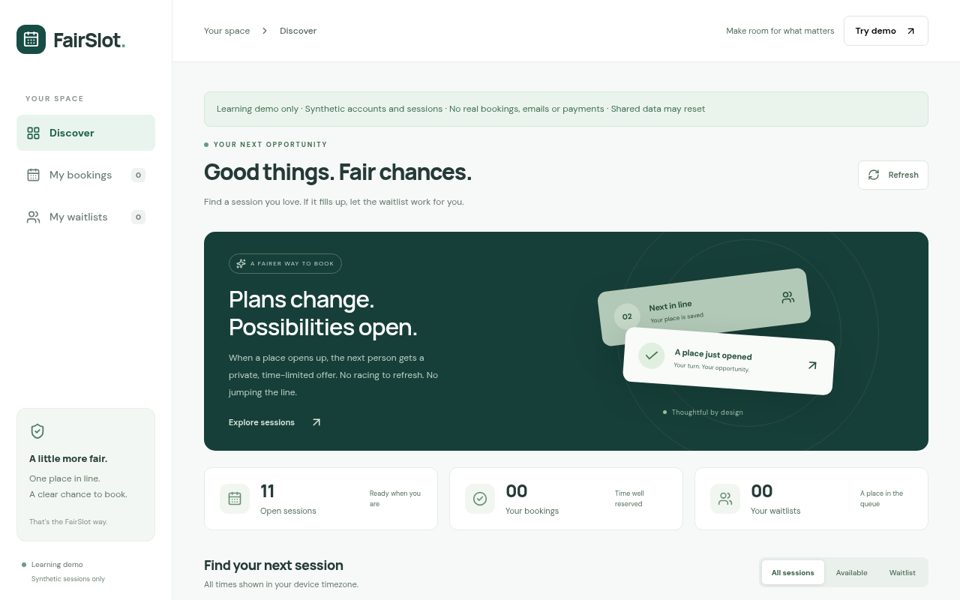 FairSlot.
YOUR SPACE
Discover
My bookings 0
My waitlists 0
A little more fair.
One place in line.
A clear chance to book.
That's the FairSlot way.
Learning demo
Synthetic sessions only
Your space > Discover
Make room for what matters
Try demo
Learning demo only · Synthetic accounts and sessions · No real bookings, emails or payments · Shared data may reset
YOUR NEXT OPPORTUNITY
Good things. Fair chances.
Find a session you love. If it fills up, let the waitlist work for you.
Refresh
A FAIRER WAY TO BOOK
Plans change.
Possibilities open.
When a place opens up, the next person gets a
private, time-limited offer. No racing to refresh. No
jumping the line.
Explore sessions
02
Next in line
Your place is saved
A place just opened
Your turn. Your opportunity.
Thoughtful by design
11
Open sessions
Ready when you
are
00
Your bookings
Time well
reserved
00
Your waitlists
A place in the
queue
Find your next session
All times shown in your device timezone.
All sessions
Available
Waitlist